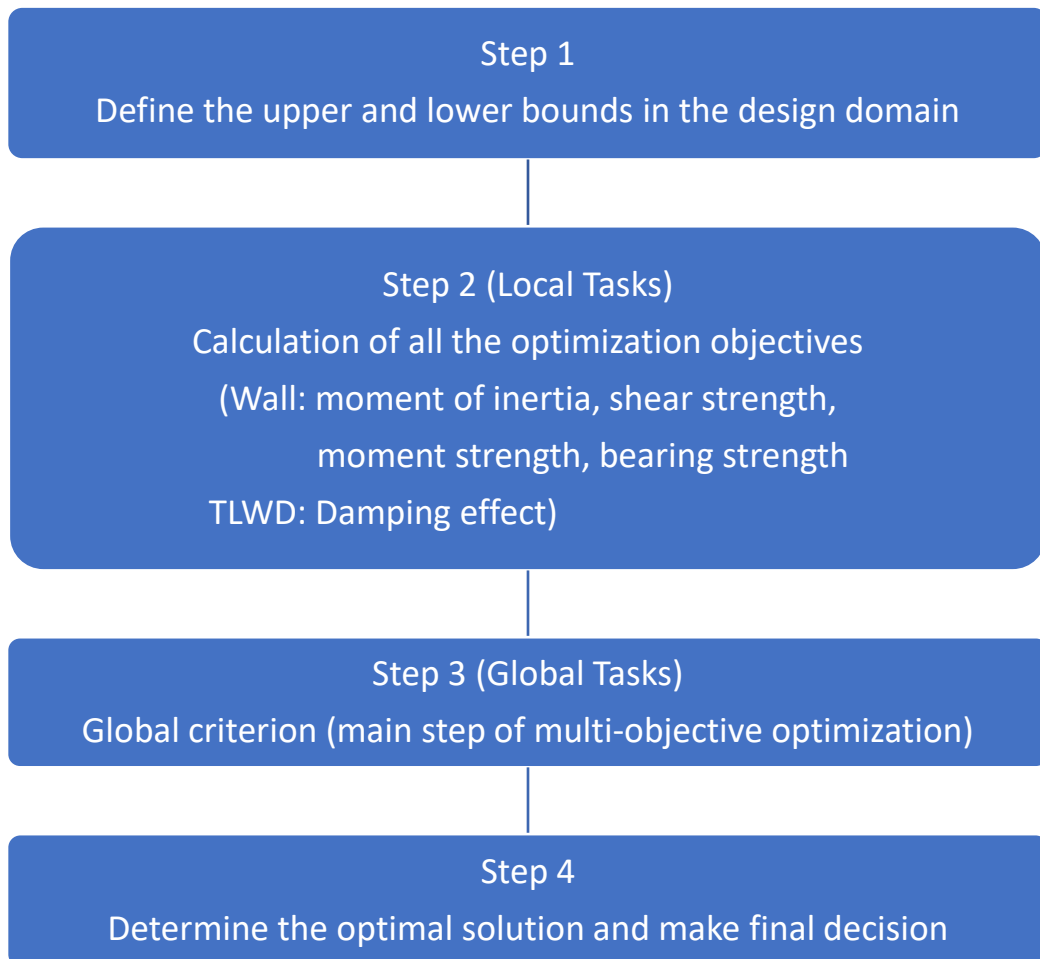 Step 1
Define the upper and lower bounds in the design domain
Step 2 (Local Tasks)
Calculation of all the optimization objectives
(Wall: moment of inertia, shear strength,
moment strength, bearing strength
TLWD: Damping effect)
Step 3 (Global Tasks)
Global criterion (main step of multi-objective optimization)
Step 4
Determine the optimal solution and make final decision